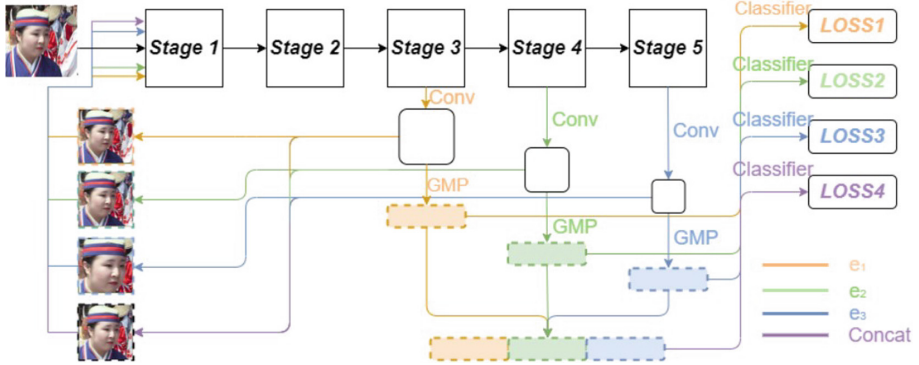 Stage 1
Stage 2
Stage 3
Stage 4
Stage 5
Classifier
LOSS1
Classifier
LOSS2
Classifier
LOSS3
Classifier
LOSS4
Conv
Conv
Conv
GMP
GMP
GMP
e₁
e₂
e₃
Concat